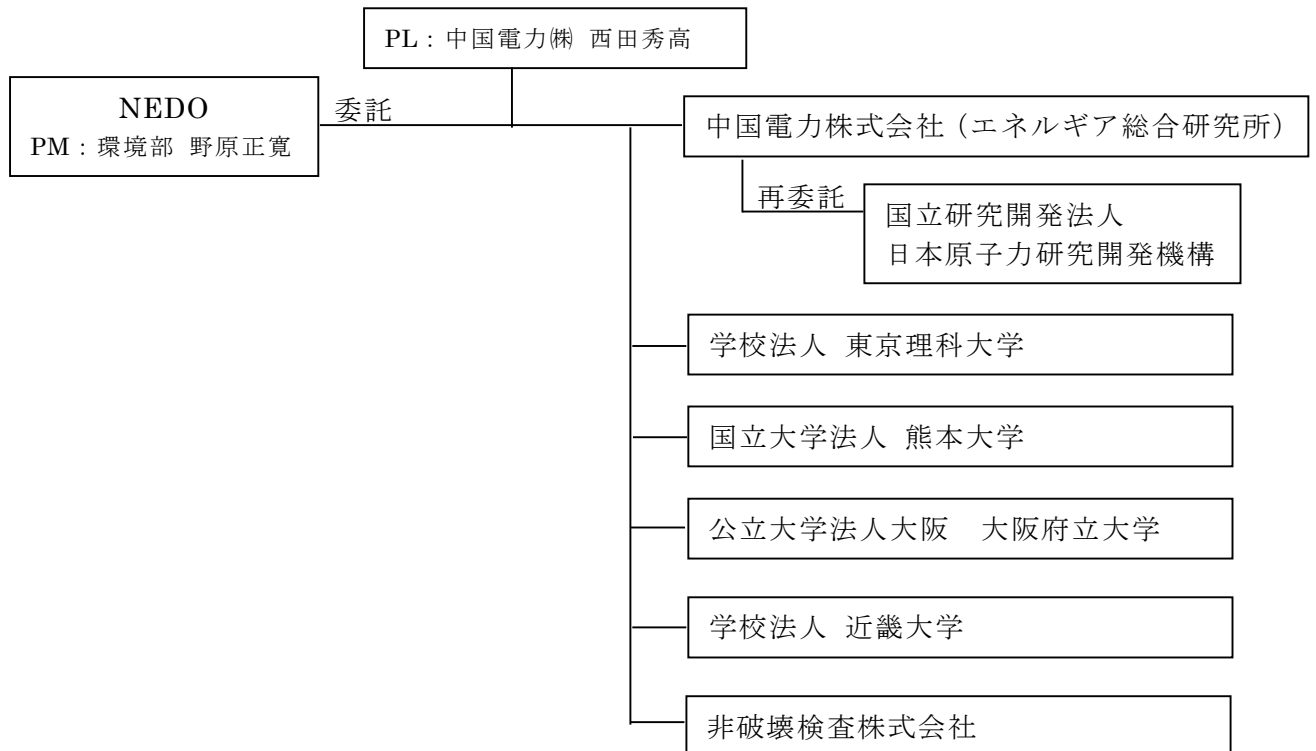 PL：中国電力㈱ 西田秀高
NEDO
PM：環境部 野原正寛
委託
中国電力株式会社（エネルギア総合研究所）
再委託
国立研究開発法人
日本原子力研究開発機構
学校法人 東京理科大学
国立大学法人 熊本大学
公立大学法人大阪　大阪府立大学
学校法人 近畿大学
非破壊検査株式会社